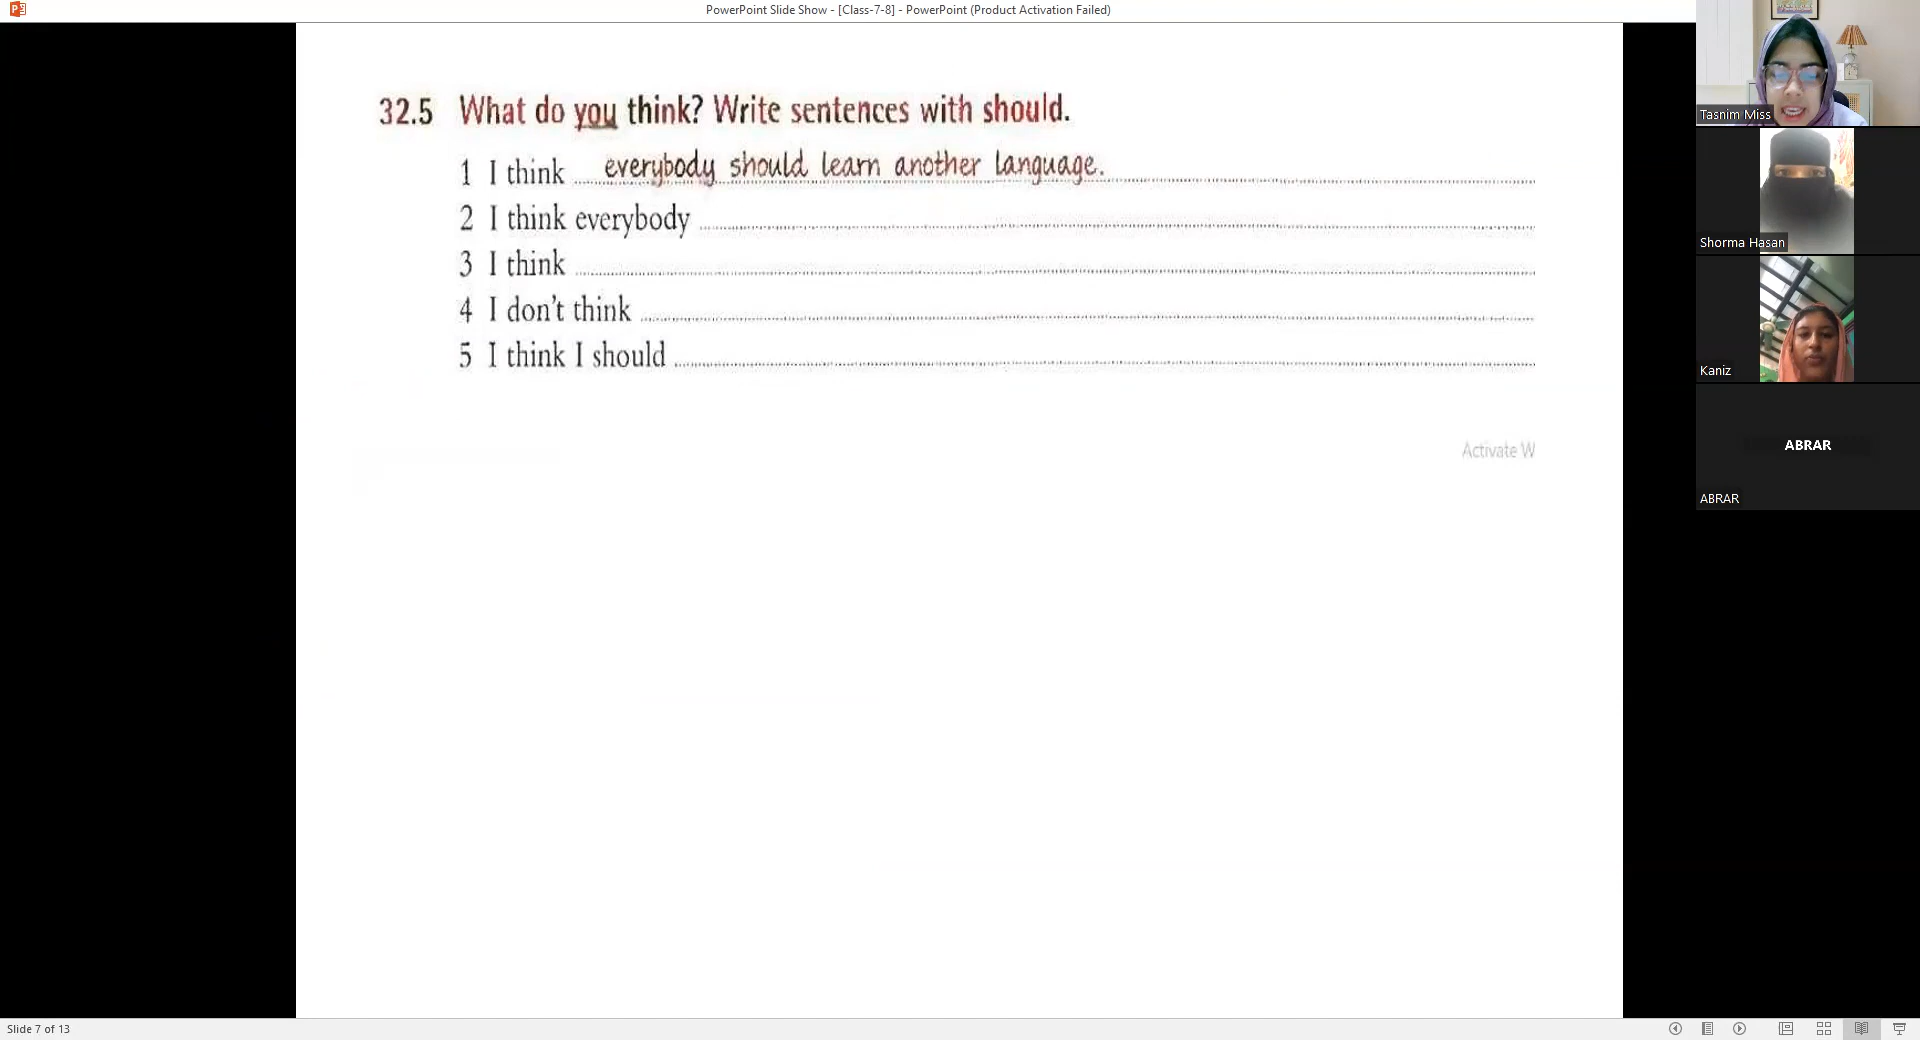 PowerPoint Slide Show - [Class-7-8] - PowerPoint (Product Activation Failed)
32.5 What do you think? Write sentences with should.
1 I think everybody should learn another language.
2 I think everybody
3 I think
4 I don't think
5 I think I should
Activate W
Tasnim Miss
Shorma Hasan
Kaniz
ABRAR
ABRAR
Slide 7 of 13